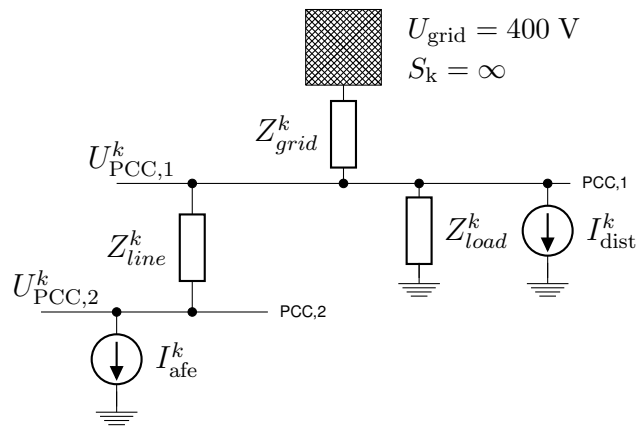 U_grid = 400 V
S_k = ∞
Z^k_grid
U^k_PCC,1
PCC,1
Z^k_line
Z^k_load
I^k_dist
U^k_PCC,2
PCC,2
I^k_afe